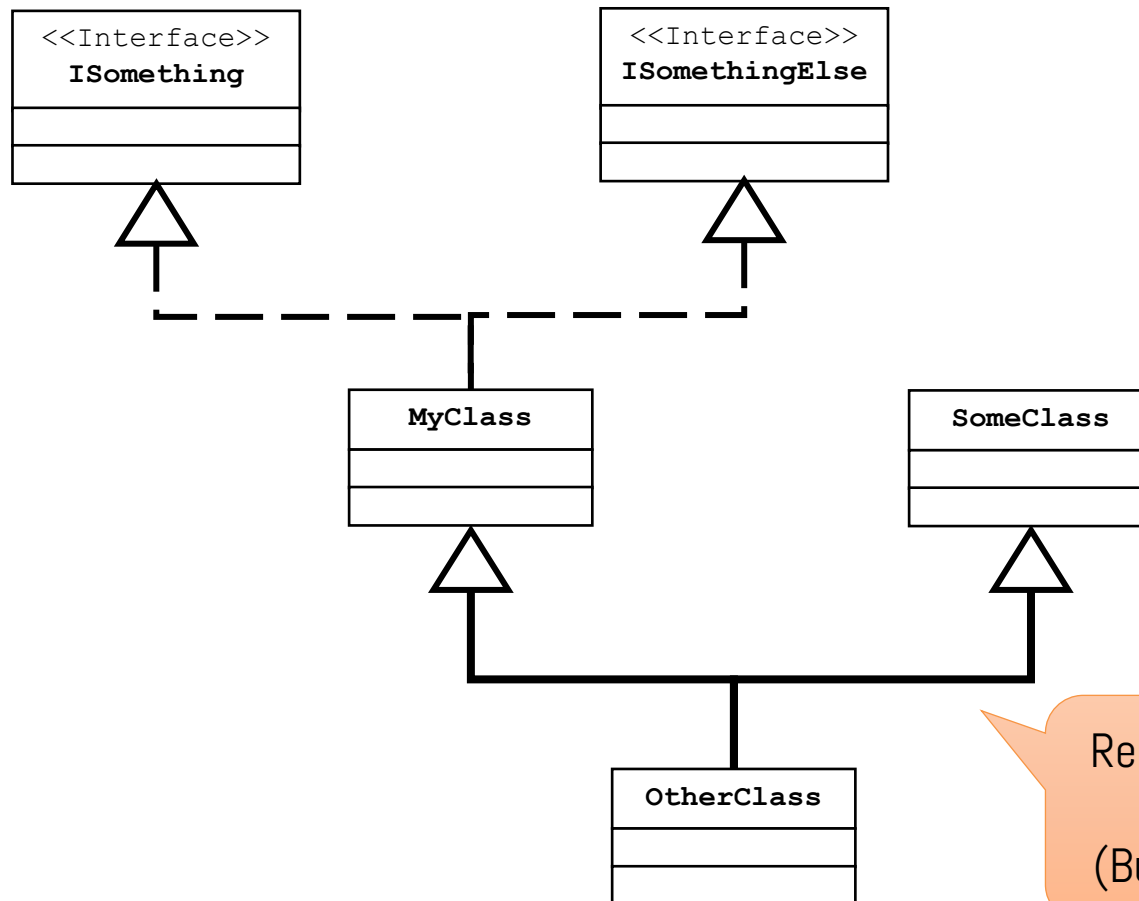 <<Interface>>
ISomething
<<Interface>>
ISomethingElse
MyClass
SomeClass
OtherClass